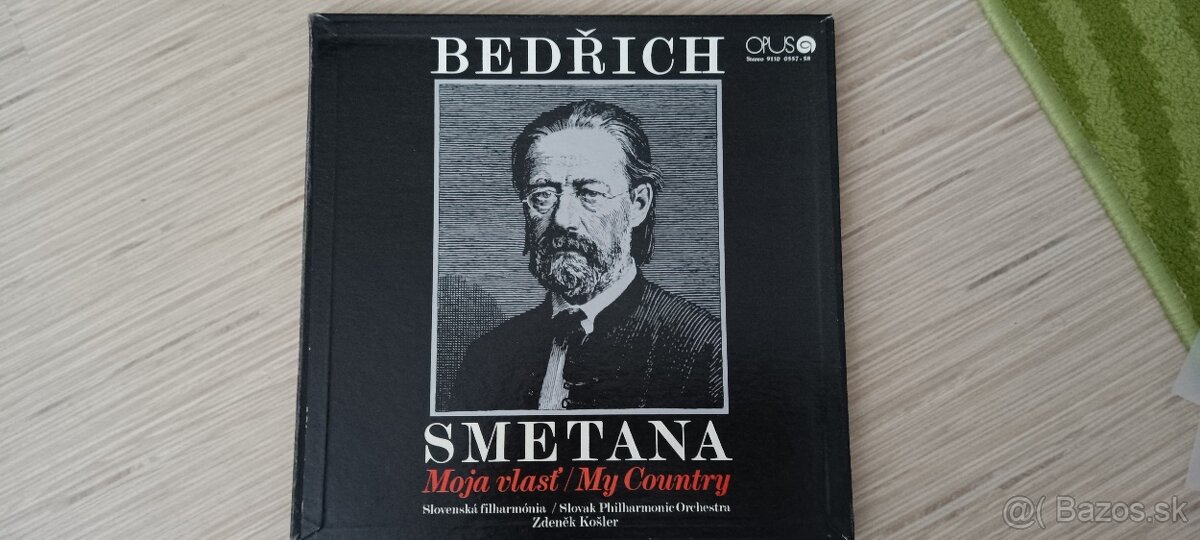 BEDŘICH
OPUS
Stereo 9110 0557-58
SMETANA
Moja vlasť / My Country
Slovenská filharmónia / Slovak Philharmonic Orchestra
Zdeněk Košler
@( Bazos.sk